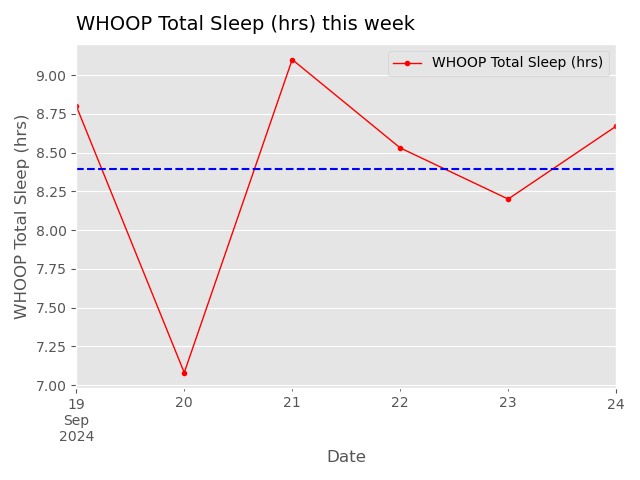 WHOOP Total Sleep (hrs) this week
WHOOP Total Sleep (hrs)
WHOOP Total Sleep (hrs)
9.00
8.75
8.50
8.25
8.00
7.75
7.50
7.25
7.00
19 20 21 22 23 24
Sep
2024
Date